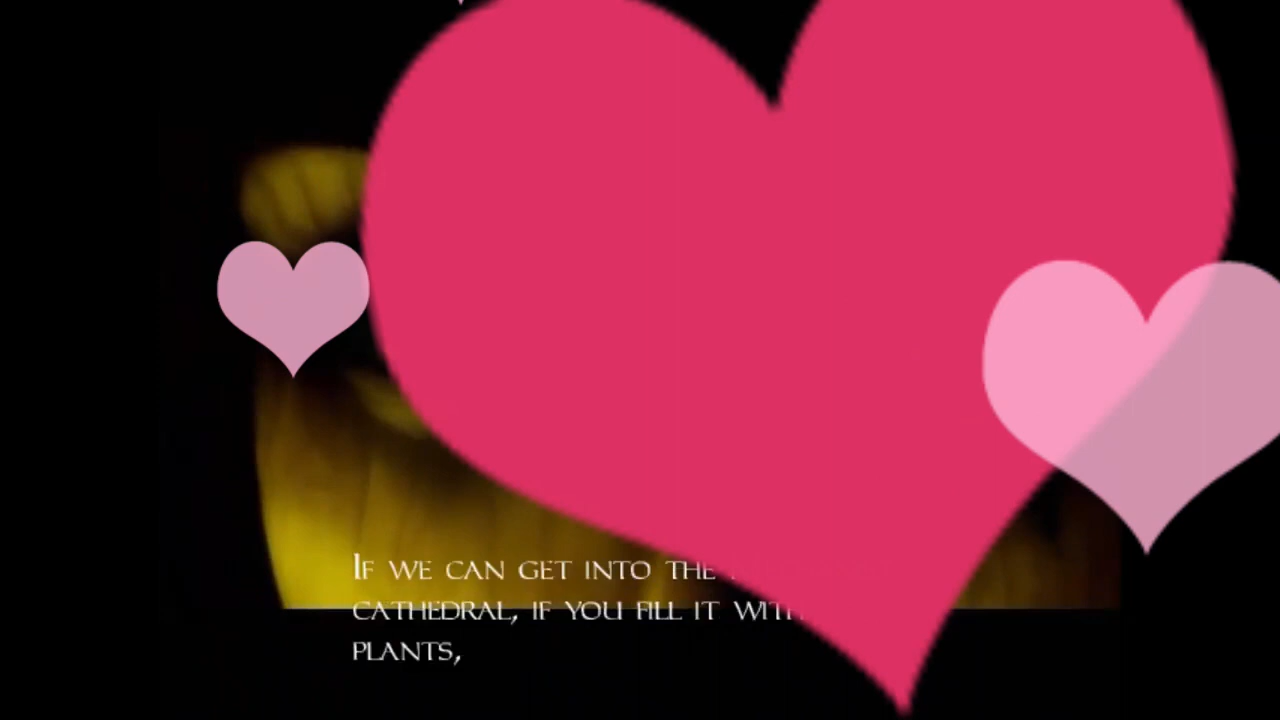 If we can get into the
cathedral, if you fill it with
plants,